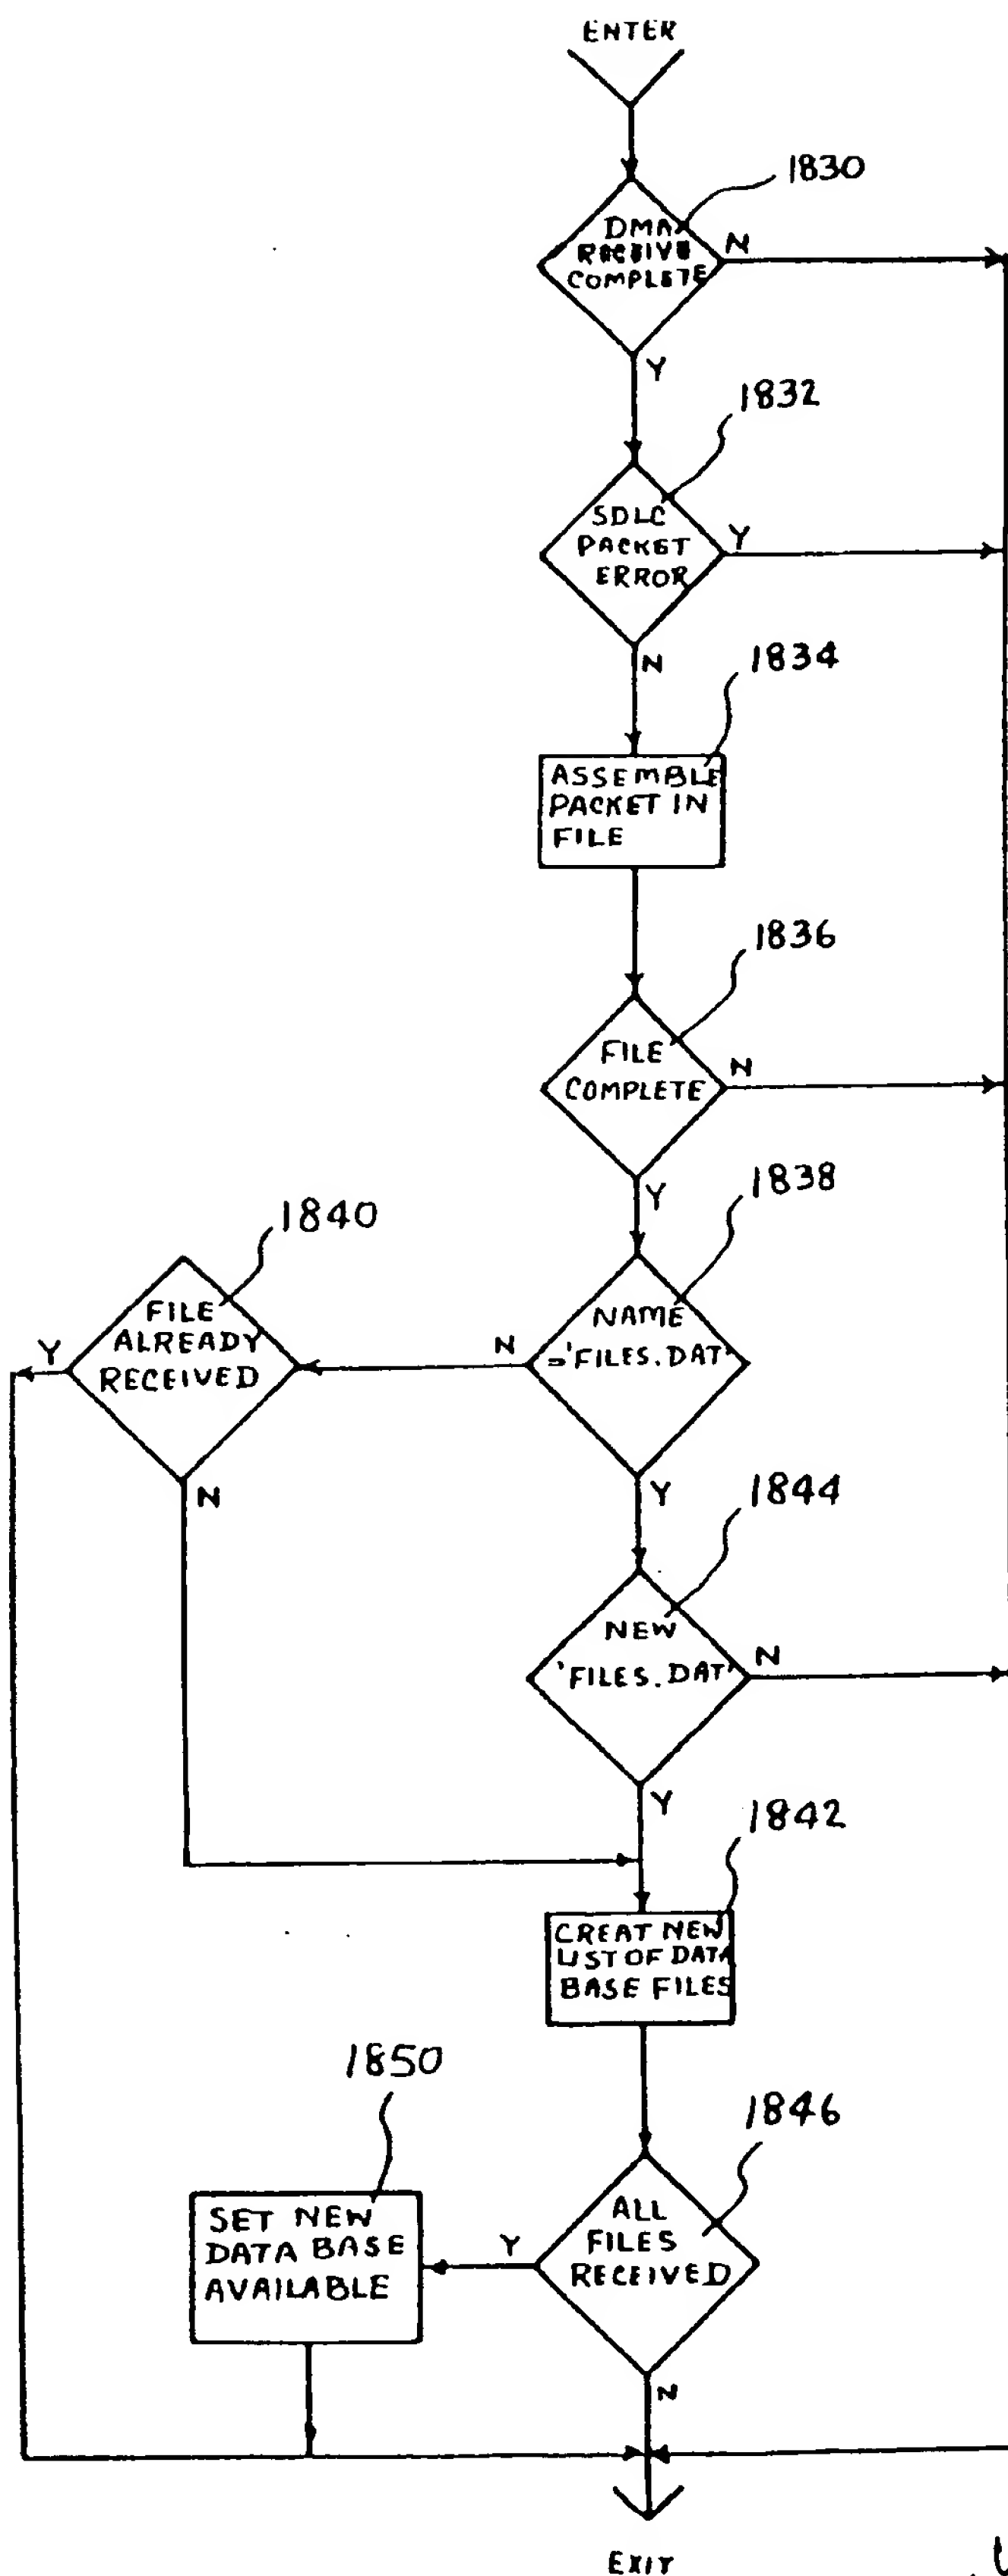 ENTER
1830
DMA
RECEIVE
COMPLETE
N
Y
1832
SDLC
PACKET
ERROR
Y
N
1834
ASSEMBLE
PACKET IN
FILE
1836
FILE
COMPLETE
N
Y
1838
1840
NAME
='FILES.DAT'
FILE
ALREADY
RECEIVED
Y
N
N
Y
1844
NEW
'FILES.DAT'
N
Y
1842
CREAT NEW
LIST OF DATA
BASE FILES
1850
1846
ALL
FILES
RECEIVED
SET NEW
DATA BASE
AVAILABLE
Y
N
EXIT